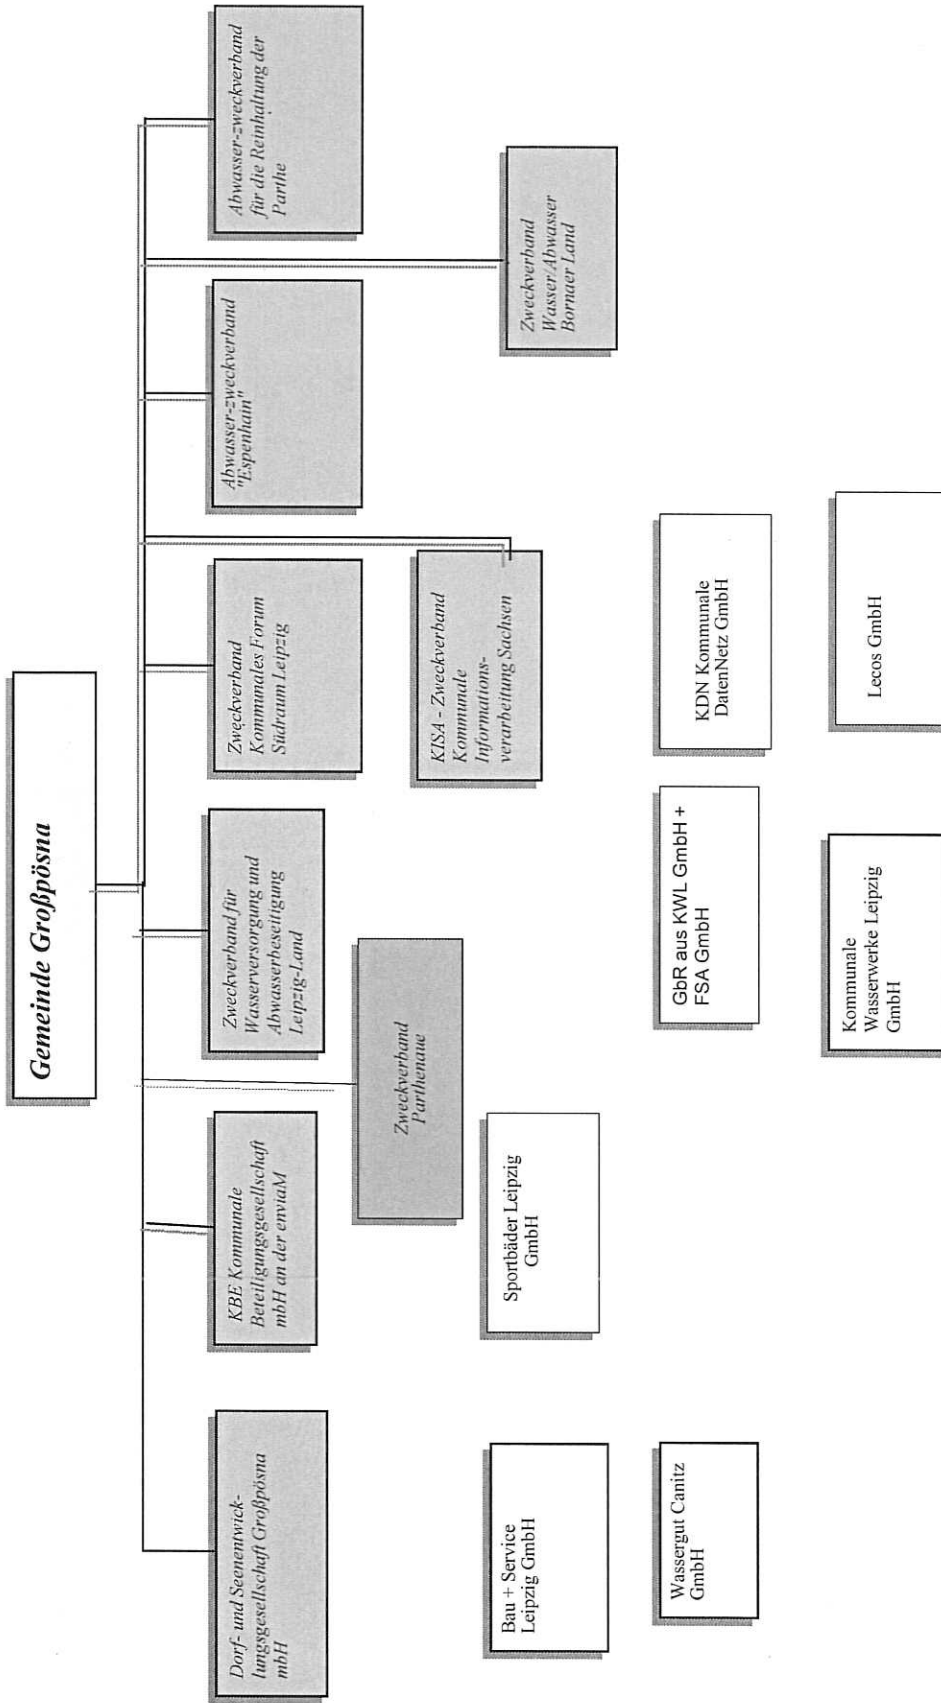 Gemeinde Großpösna
Dorf- und Seenentwick-
lungsgesellschaft Großpösna
mbH
KBE Kommunale
Beteiligungsgesellschaft
mbH an der enviaM
Zweckverband für
Wasserversorgung und
Abwasserbeseitigung
Leipzig-Land
Zweckverband
Kommunales Forum
Südraum Leipzig
Abwasser-zweckverband
"Espenhain"
Abwasser-zweckverband
für die Reinhaltung der
Parthe
Zweckverband
Parthenaue
KISA - Zweckverband
Kommunale
Informations-
verarbeitung Sachsen
Zweckverband
Wasser/Abwasser
Bornaer Land
Bau + Service
Leipzig GmbH
Sportbäder Leipzig
GmbH
Wassergut Canitz
GmbH
GbR aus KWL GmbH +
FSA GmbH
KDN Kommunale
DatenNetz GmbH
Kommunale
Wasserwerke Leipzig
GmbH
Lecos GmbH